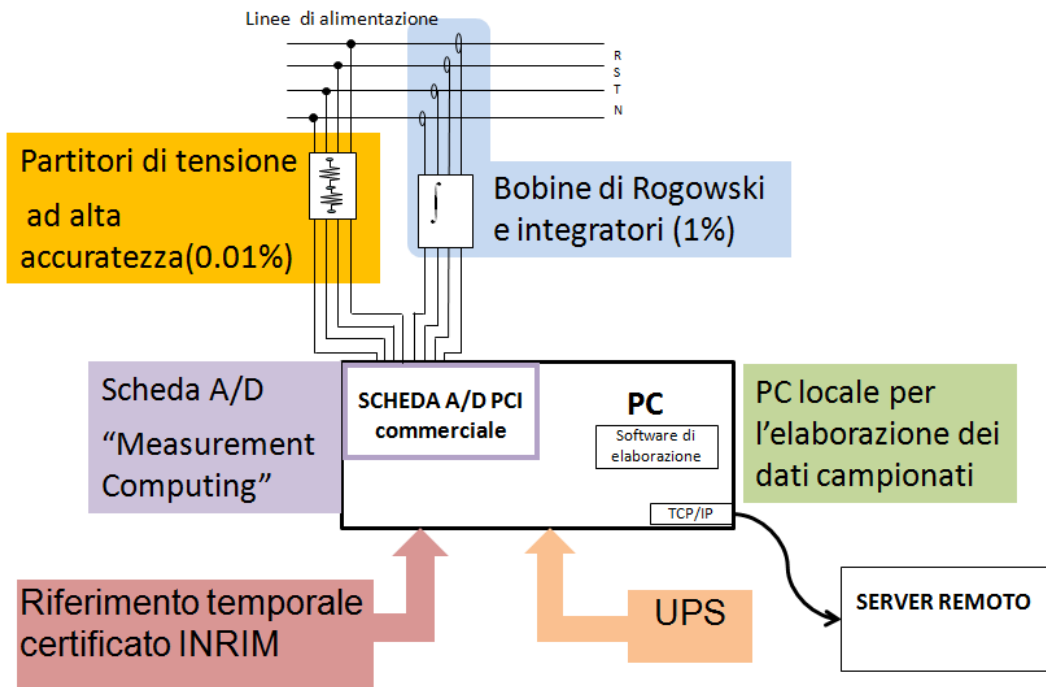 Linee di alimentazione
R
S
T
N
Partitori di tensione
ad alta
accuratezza(0.01%)
Bobine di Rogowski
e integratori (1%)
Scheda A/D
“Measurement
Computing”
SCHEDA A/D PCI
commerciale
PC
Software di
elaborazione
TCP/IP
PC locale per
l’elaborazione dei
dati campionati
Riferimento temporale
certificato INRIM
UPS
SERVER REMOTO